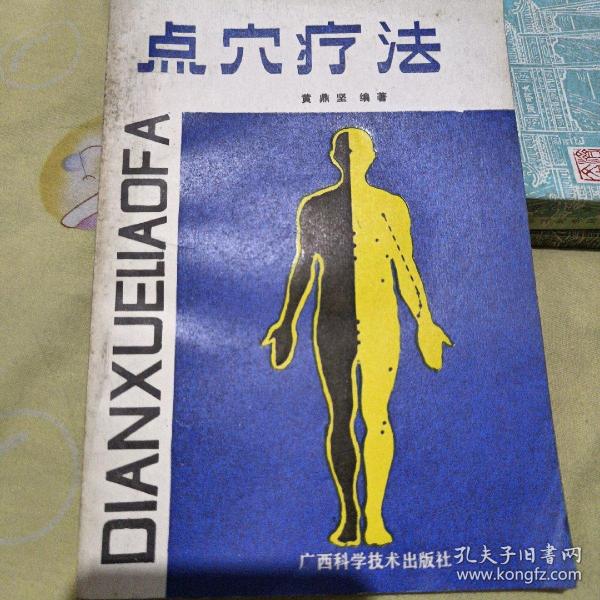 点穴疗法
黄鼎坚 编著
DIANXUELIAOFA
广西科学技术出版社
孔夫子旧书网
www.kongfz.com